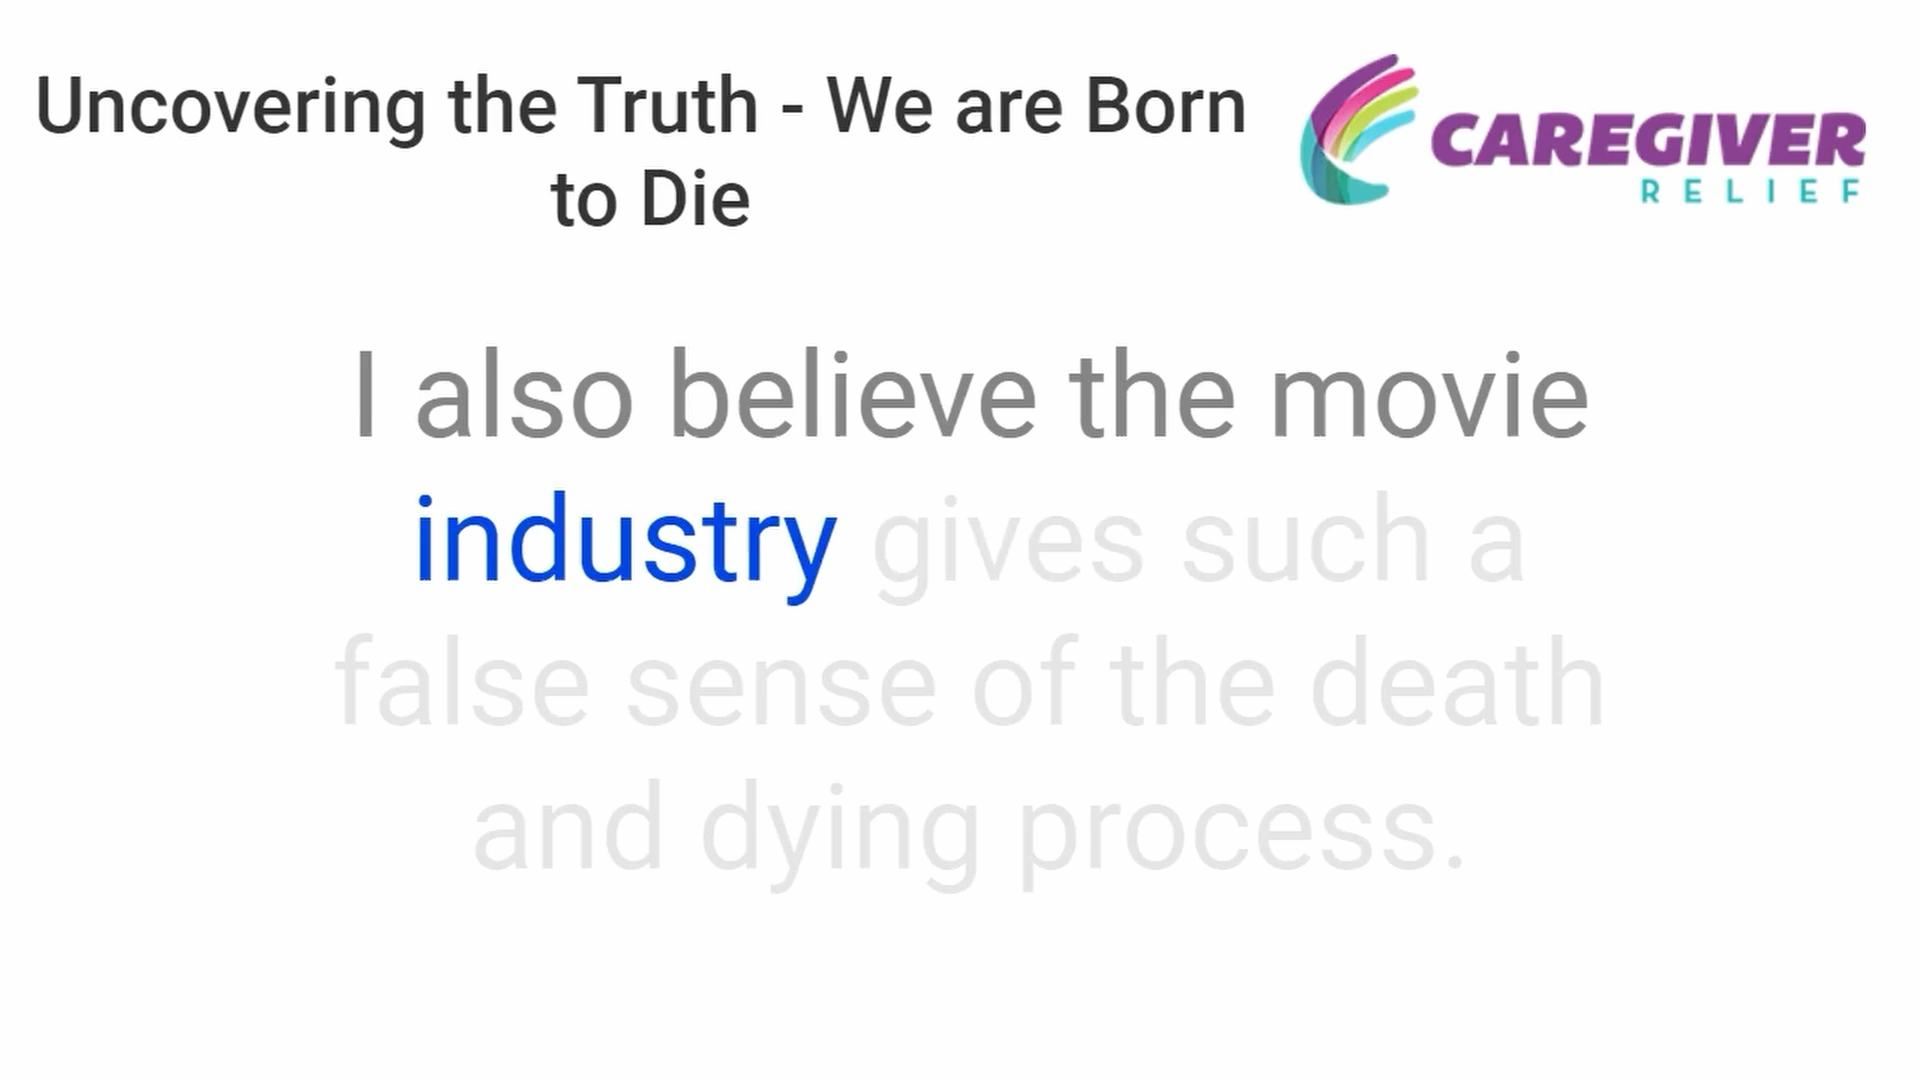 Uncovering the Truth - We are Born
to Die
CAREGIVER
RELIEF
I also believe the movie
industry gives such a
false sense of the death
and dying process.